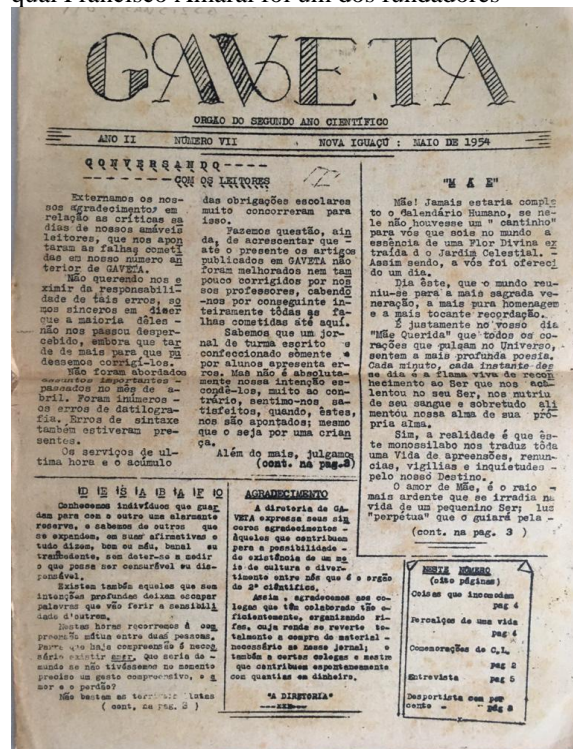 qual Francisco Amaral foi um dos fundadores
GAVETA
ORGÃO DO SEGUNDO ANO CIENTÍFICO
ANO II NÚMERO VII NOVA IGUAÇÚ : MAIO DE 1954
CONVERSANDO-----
-------COM OS LEITORES
Externamos os nos-
sos agradecimentos em
relação as críticas sa
dias de nossos amáveis
leitores, que nos apon
taram as falhas cometi
das em nosso número an
terior de GAVETA.
Não querendo nos e
ximir da responsabili-
dade de tais erros, so
mos sinceros em dizer
que a maioria dêles -
não nos passou desper-
cebido, embora que tar
de de mais para que pu
dessemos corrigí-los.
Não foram abordados
assuntos importantes -
passados no mês de a-
bril. Foram inúmeros -
os erros de datilogra-
fia. Erros de sintaxe
também estiveram pre-
sentes.
Os serviços de ul-
tima hora e o acúmulo
das obrigações escolares
muito concorreram para
isso.
Fazemos questão, ain
da, de acrescentar que -
até o presente os artigos
publicados em GAVETA não
foram melhorados nem tam
pouco corrigidos por nos
sos professores, cabendo
-nos por conseguinte in-
teiramente tôdas as fa-
lhas cometidas até aquí.
Sabemos que um jor-
nal de turma escrito e
confeccionado somente
por alunos apresenta er-
ros. Mas não é absoluta-
mente nossa intenção es-
condê-los, muito ao con-
trário, sentimo-nos sa-
tisfeitos, quando, êstes,
nos são apontados; mesmo
que o seja por uma crian
ça.
Além do mais, julgamos
(cont. na pag.3)
"M Ã E"
Mãe! Jamais estaria comple
to o Calendário Humano, se ne-
le não houvesse um " cantinho"
para vós que sois no mundo a
essência de uma Flor Divina ex
traída d o Jardim Celestial. -
Assim sendo, a vós foi ofereci
do um dia.
Dia êste, que o mundo reu-
niu-se para a mais sagrada ve-
neração, a mais pura homenagem
e a mais tocante recordação.
É justamente no vosso dia
"Mãe Querida" que todos os co-
rações que pulsam no Universo,
sentem a mais profunda poesia.
Cada minuto, cada instante des
se dia é a flama viva de reconhe
cimento ao Ser que nos aca-
lentou no seu Ser, nos nutriu
de seu sangue e sobretudo ali
mentóu nossa alma de sua pró-
pria alma.
Sim, a realidade é que ês-
te monossílabo nos traduz tôda
uma Vida de apreensões, renun-
cias, vigílias e inquietudes -
pelo nosso Destino.
O amor de Mãe, é o raio -
mais ardente que se irradia na
vida de um pequenino Ser; luz
"perpétua" que o guiará pela -
(cont. na pag. 3 )
D E S A B A F O
Conhecemos indivíduos que guar
dam para com o outro uma alarmante
reserva, e sabemos de outros que
se expandem, em suas afirmativas e
tudo dizem, bom ou máu, banal ou
transcedente, sem deter-se a medir
o que possa ser censurável ou dis-
pensável.
Existem também aqueles que sem
intenções profundas deixam escapar
palavras que vão ferir a sensibili
dade d'outrem.
Nestas horas recorremos á com
preensão mútua entre duas pessoas.
Para que haja compreensão é neces
sário existir amor, que seria do -
mundo se não tivéssemos no momento
preciso um gesto compreensivo, o a
mor e o perdão?
Não bastam as lutas
( cont. na pag. 3 )
AGRADECIMENTO
A diretoria de GA-
VETA expressa seus sin
ceros agradecimentos -
àqueles que contribuem
para a possibilidade -
de existência de um me
io de cultura e diver-
timento entre nós que é o orgão
do 2º científico.
Assim - agradecemos aos co-
legas que têm colaborado tão e-
ficientemente, organizando ri-
fas, cuja renda se reverte to-
talmente a compra de material -
necessário ao nosso jornal; e
também a certos colegas e mestre
que contribuem espontaneamente
com quantias em dinheiro.
"A DIRETORIA"
NESTE NÚMERO
(oito páginas)
Coisas que incomodam
pag 4
Percalços de uma vida
pag 4
Comemorações do C.L.
pag 2
Entrevista pag 5
Desportista cem por
cento - pag 8